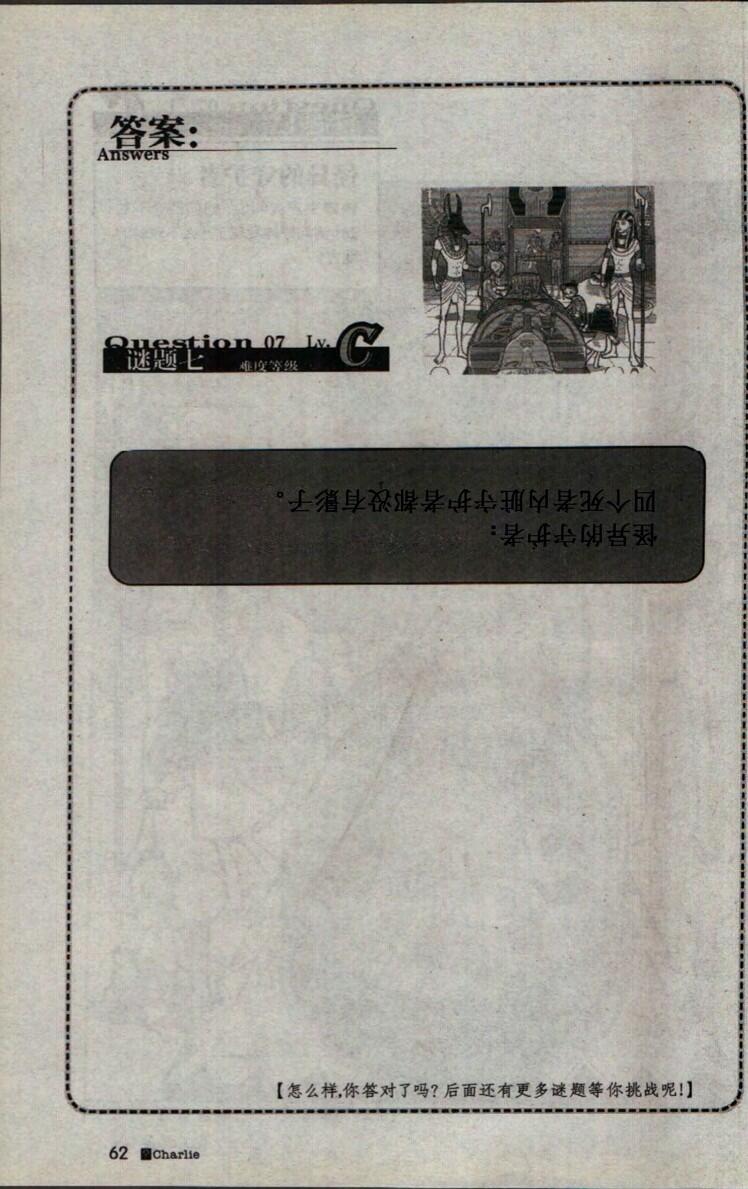 答案:
Answers
Question 07 Lv. C
谜题七 难度等级
怪异的守护者：
四个死者内脏守护者都没有影子。
【怎么样,你答对了吗? 后面还有更多谜题等你挑战呢!】
62 Charlie